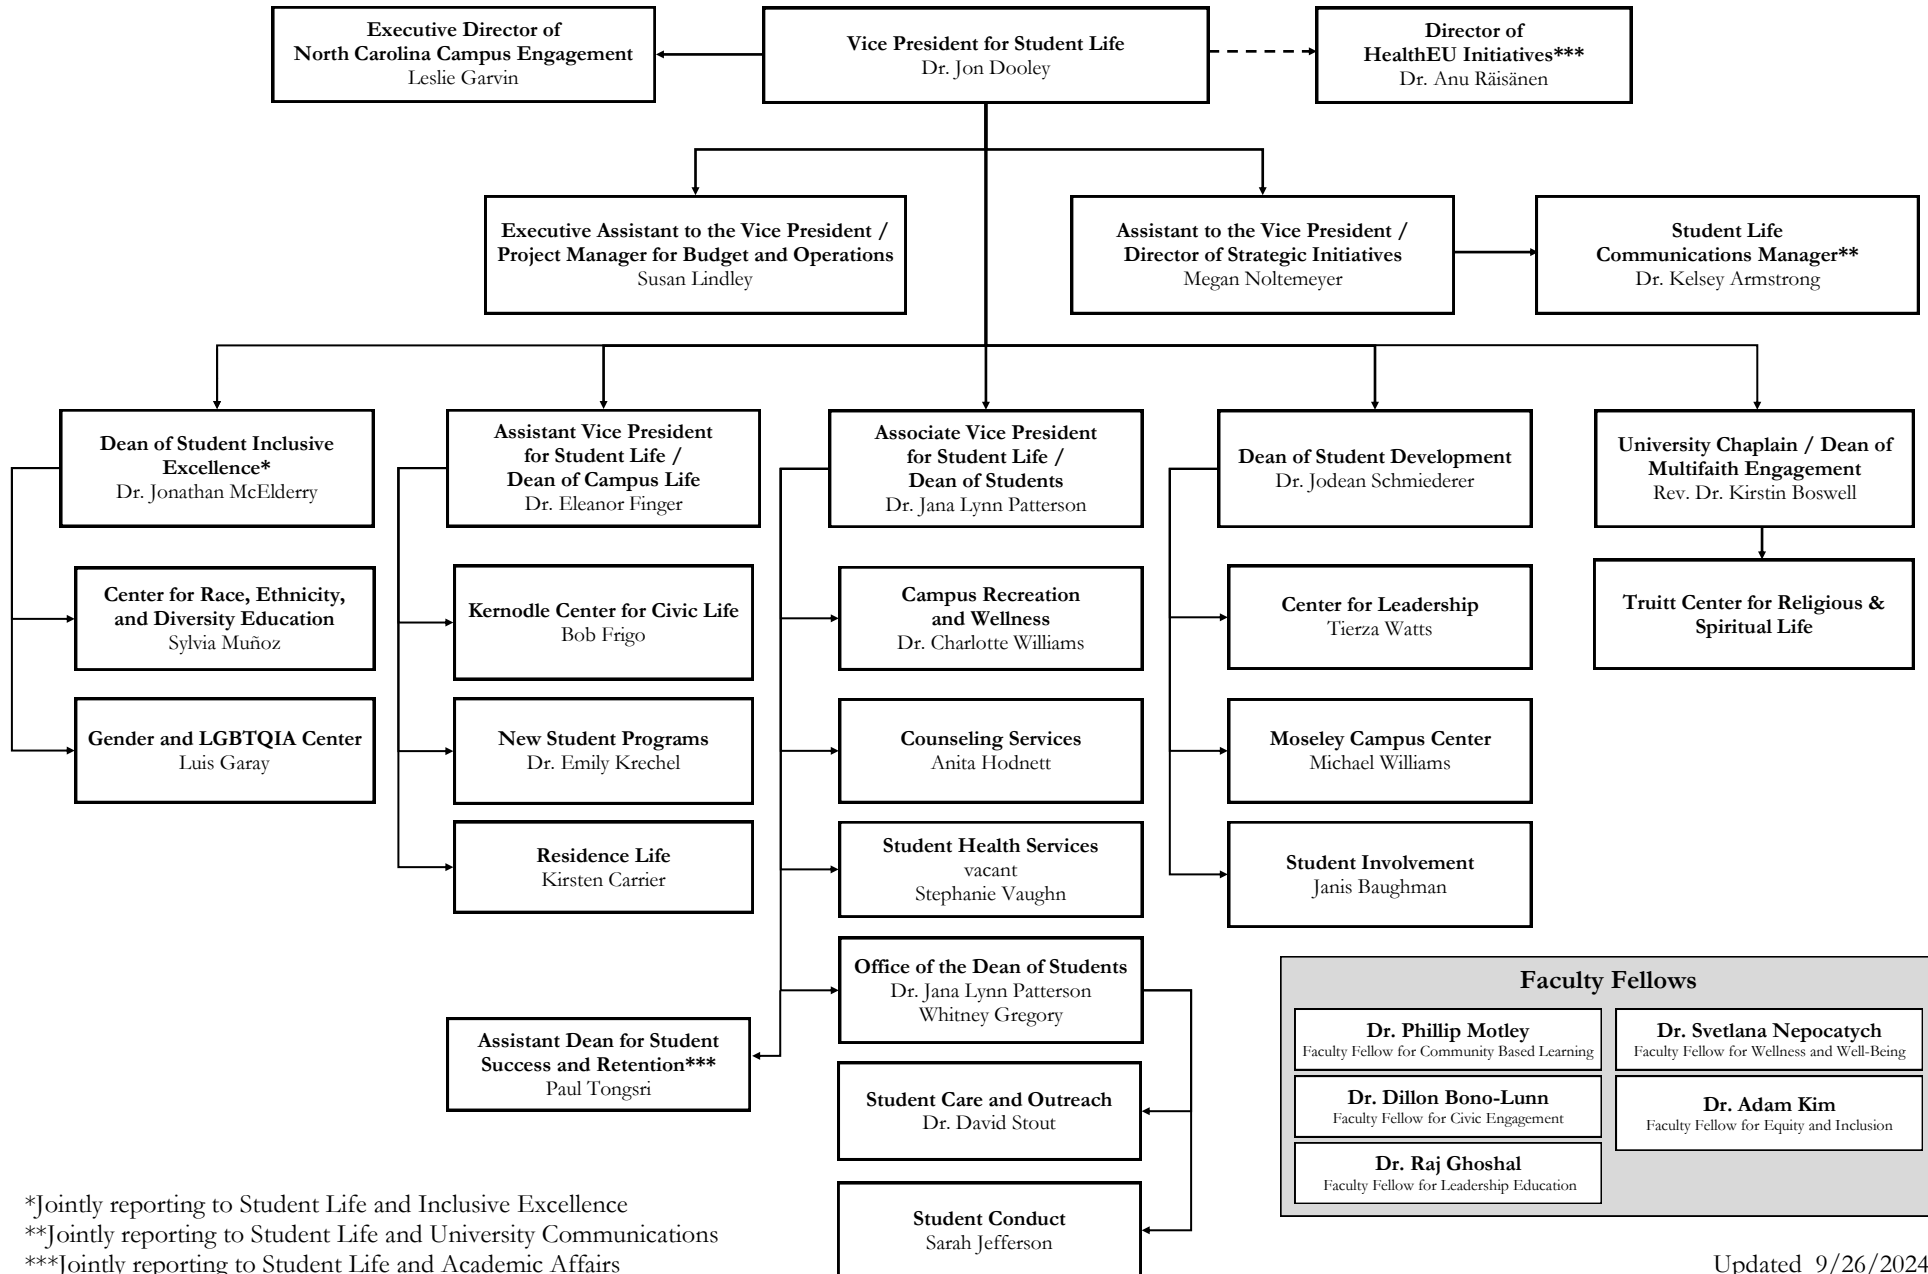 Executive Director of
North Carolina Campus Engagement
Leslie Garvin
Vice President for Student Life
Dr. Jon Dooley
Director of
HealthEU Initiatives***
Dr. Anu Räisänen
Executive Assistant to the Vice President /
Project Manager for Budget and Operations
Susan Lindley
Assistant to the Vice President /
Director of Strategic Initiatives
Megan Noltemeyer
Student Life
Communications Manager**
Dr. Kelsey Armstrong
Dean of Student Inclusive
Excellence*
Dr. Jonathan McElderry
Assistant Vice President
for Student Life /
Dean of Campus Life
Dr. Eleanor Finger
Associate Vice President
for Student Life /
Dean of Students
Dr. Jana Lynn Patterson
Dean of Student Development
Dr. Jodean Schmiederer
University Chaplain / Dean of
Multifaith Engagement
Rev. Dr. Kirstin Boswell
Center for Race, Ethnicity,
and Diversity Education
Sylvia Muñoz
Kernodle Center for Civic Life
Bob Frigo
Campus Recreation
and Wellness
Dr. Charlotte Williams
Center for Leadership
Tierza Watts
Truitt Center for Religious &
Spiritual Life
Gender and LGBTQIA Center
Luis Garay
New Student Programs
Dr. Emily Krechel
Counseling Services
Anita Hodnett
Moseley Campus Center
Michael Williams
Residence Life
Kirsten Carrier
Student Health Services
vacant
Stephanie Vaughn
Student Involvement
Janis Baughman
Office of the Dean of Students
Dr. Jana Lynn Patterson
Whitney Gregory
Assistant Dean for Student
Success and Retention***
Paul Tongsri
Student Care and Outreach
Dr. David Stout
Student Conduct
Sarah Jefferson
Faculty Fellows
Dr. Phillip Motley
Faculty Fellow for Community Based Learning
Dr. Svetlana Nepocatych
Faculty Fellow for Wellness and Well-Being
Dr. Dillon Bono-Lunn
Faculty Fellow for Civic Engagement
Dr. Adam Kim
Faculty Fellow for Equity and Inclusion
Dr. Raj Ghoshal
Faculty Fellow for Leadership Education
*Jointly reporting to Student Life and Inclusive Excellence
**Jointly reporting to Student Life and University Communications
***Jointly reporting to Student Life and Academic Affairs
Updated 9/26/2024